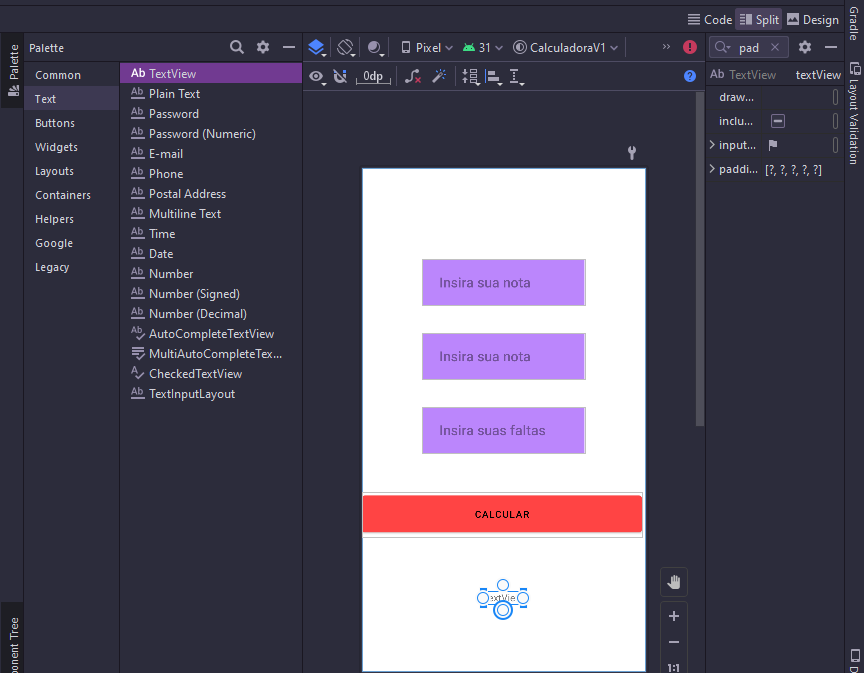 Code Split Design
Gradle
Palette
Palette
Pixel 31 CalculadoraV1 »
pad
0dp
Ab TextView textView
Common
Text
Buttons
Widgets
Layouts
Containers
Helpers
Google
Legacy
Ab TextView
Ab Plain Text
Ab Password
Ab Password (Numeric)
Ab E-mail
Ab Phone
Ab Postal Address
Ab Multiline Text
Ab Time
Ab Date
Ab Number
Ab Number (Signed)
Ab Number (Decimal)
Ab AutoCompleteTextView
MultiAutoCompleteTex...
A CheckedTextView
Ab TextInputLayout
Insira sua nota
Insira sua nota
Insira suas faltas
CALCULAR
1:1
draw...
inclu...
input...
paddi... [?, ?, ?, ?, ?]
Layout Validation